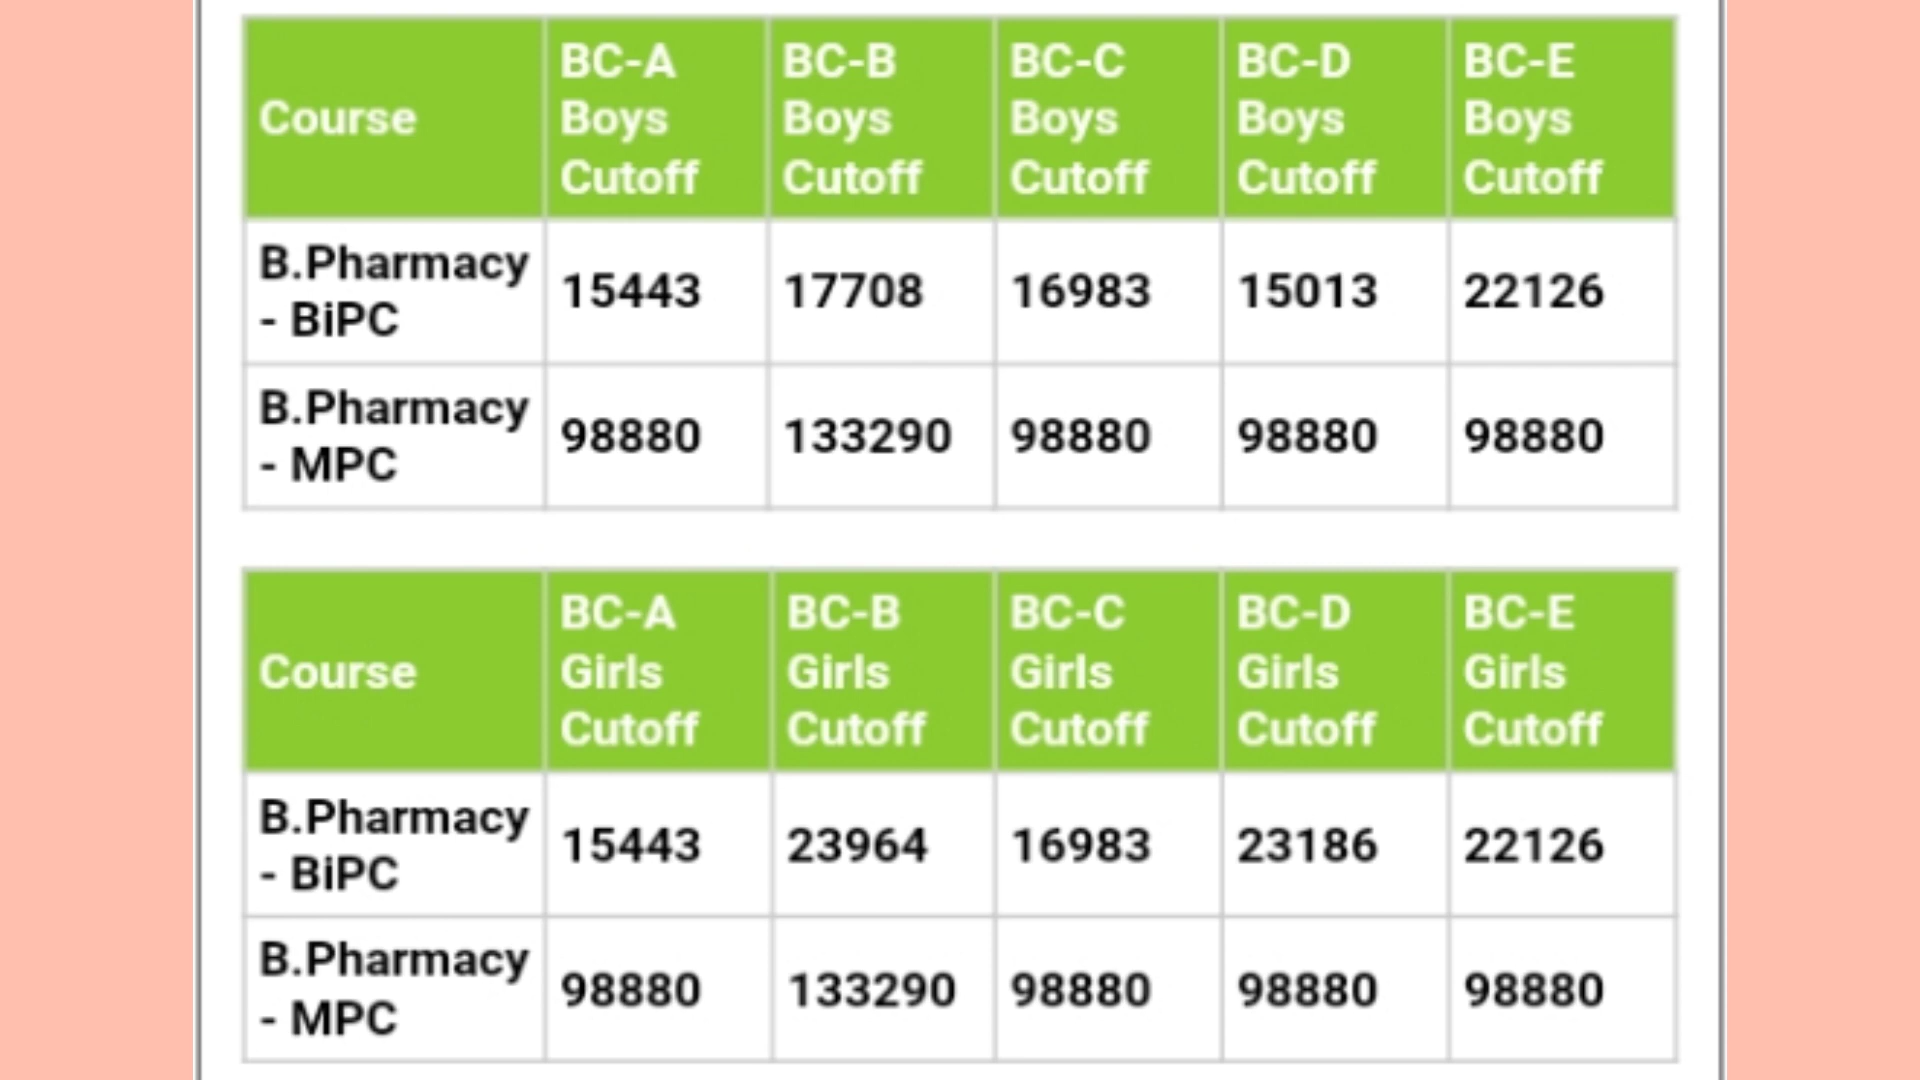 Course
BC-A Boys Cutoff
BC-B Boys Cutoff
BC-C Boys Cutoff
BC-D Boys Cutoff
BC-E Boys Cutoff
B.Pharmacy - BiPC
15443
17708
16983
15013
22126
B.Pharmacy - MPC
98880
133290
98880
98880
98880
Course
BC-A Girls Cutoff
BC-B Girls Cutoff
BC-C Girls Cutoff
BC-D Girls Cutoff
BC-E Girls Cutoff
B.Pharmacy - BiPC
15443
23964
16983
23186
22126
B.Pharmacy - MPC
98880
133290
98880
98880
98880